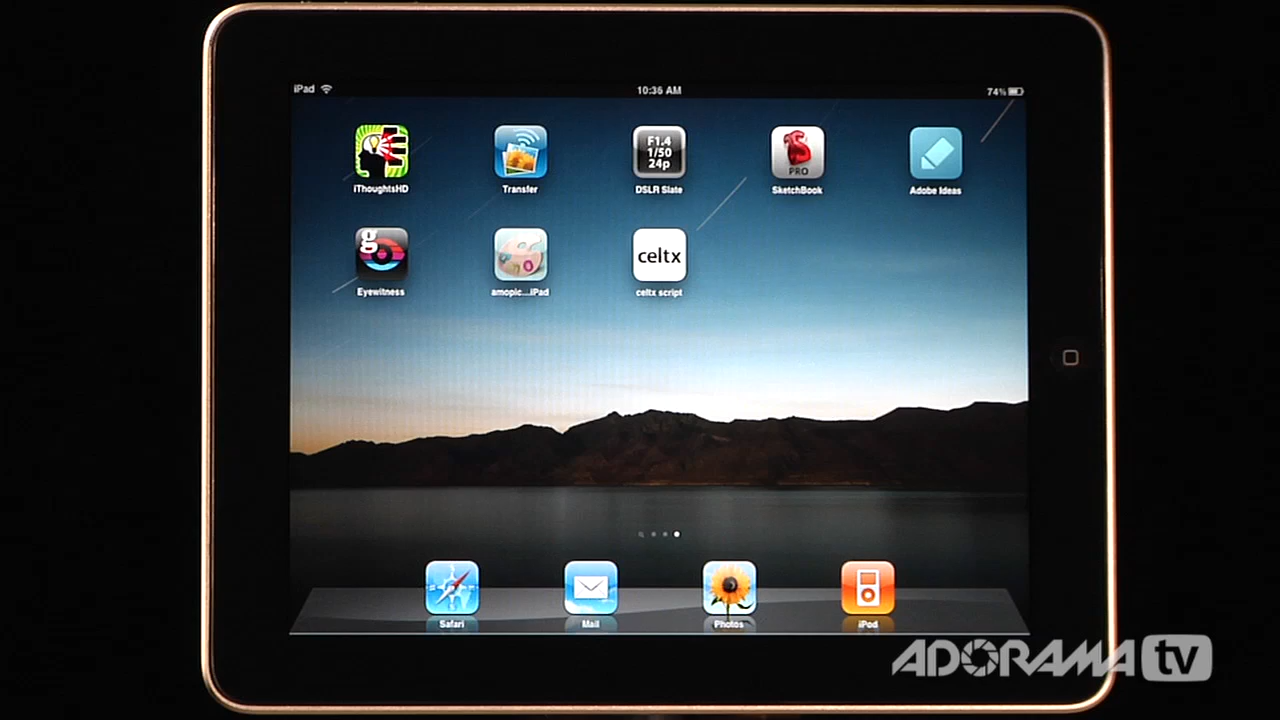 iPad 10:36 AM 74%
F1.4
1/50
24p
PRO
iThoughtsHD Transfer DSLR Slate SketchBook Adobe Ideas
g
celtx
Eyewitness amopic...iPad celtx script
Safari Mail Photos iPod
ADORAMA tv